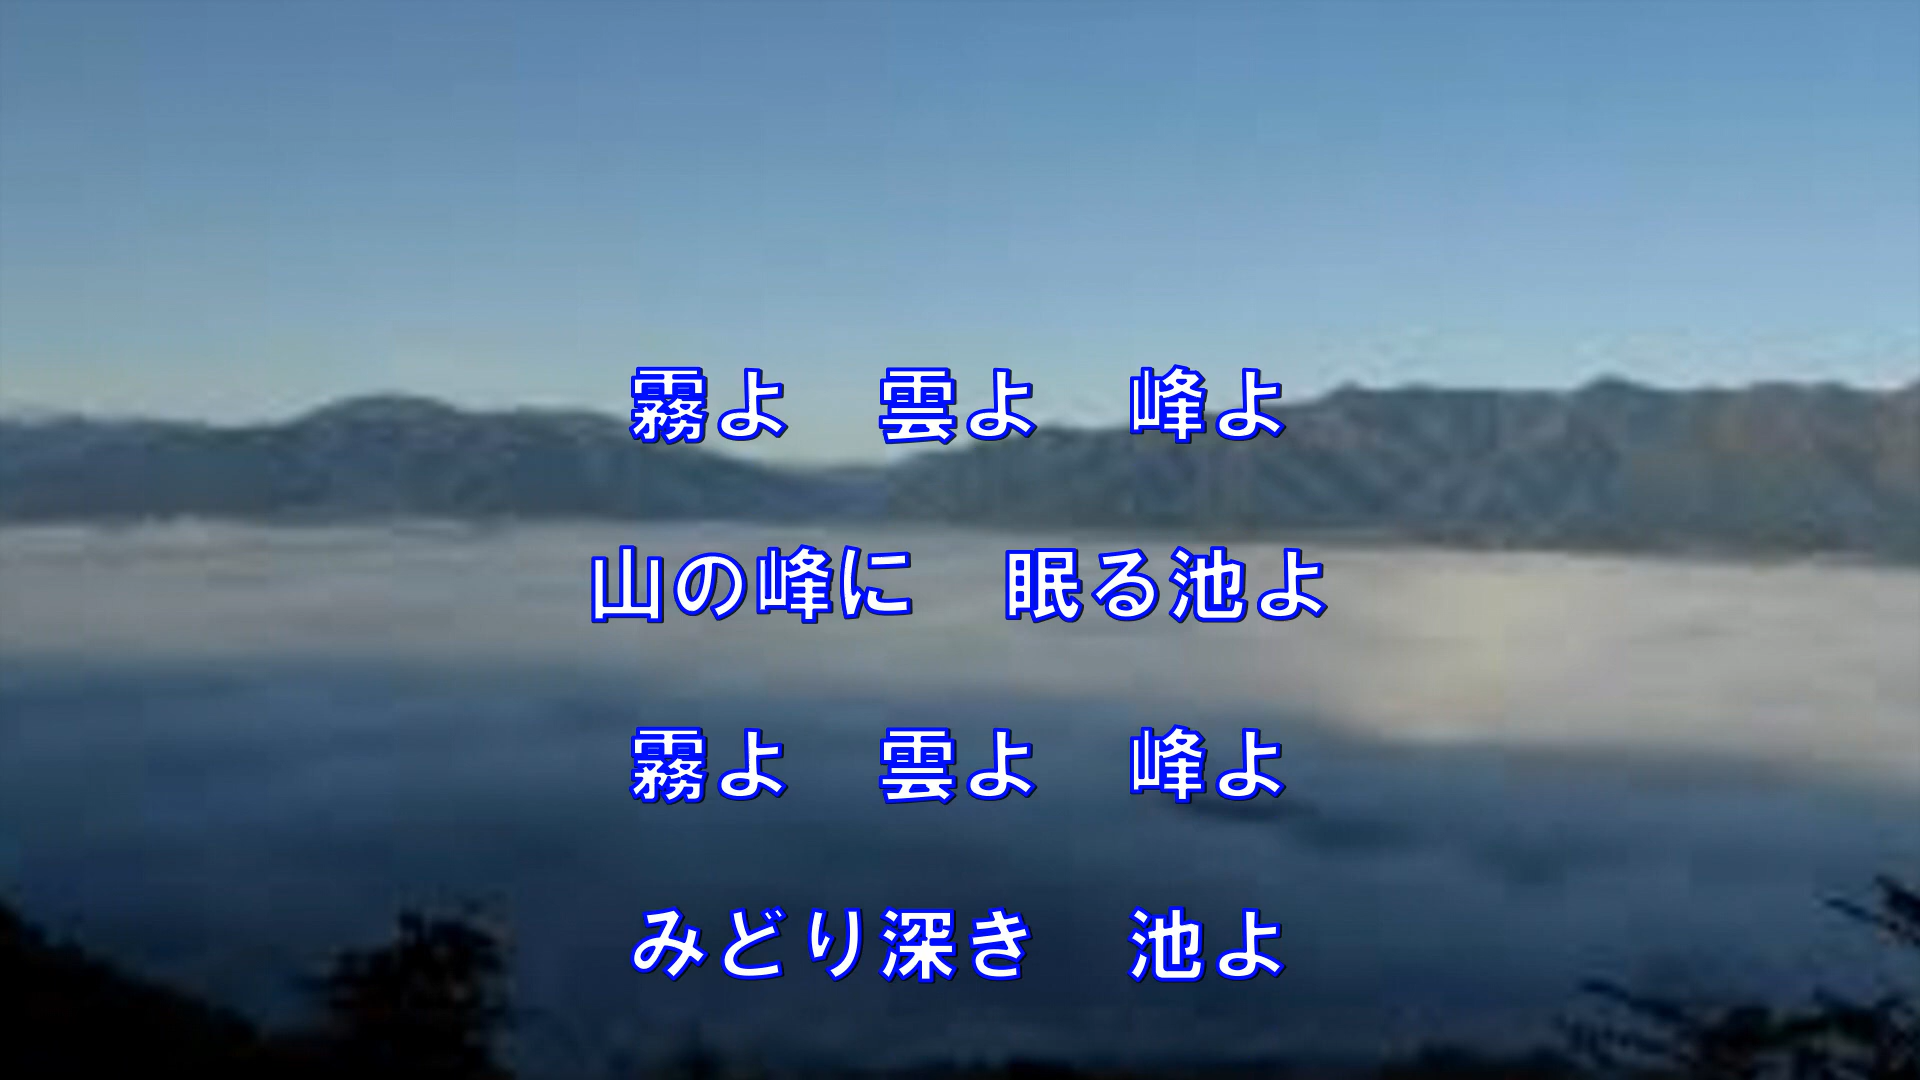 霧よ　雲よ　峰よ
山の峰に　眠る池よ
霧よ　雲よ　峰よ
みどり深き　池よ